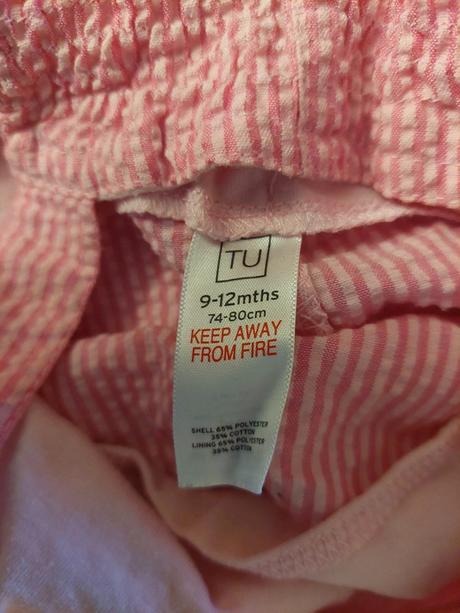 TU
9-12mths
74-80cm
KEEP AWAY
FROM FIRE
SHELL 65% POLYESTER
35% COTTON
LINING 65% POLYESTER
35% COTTON